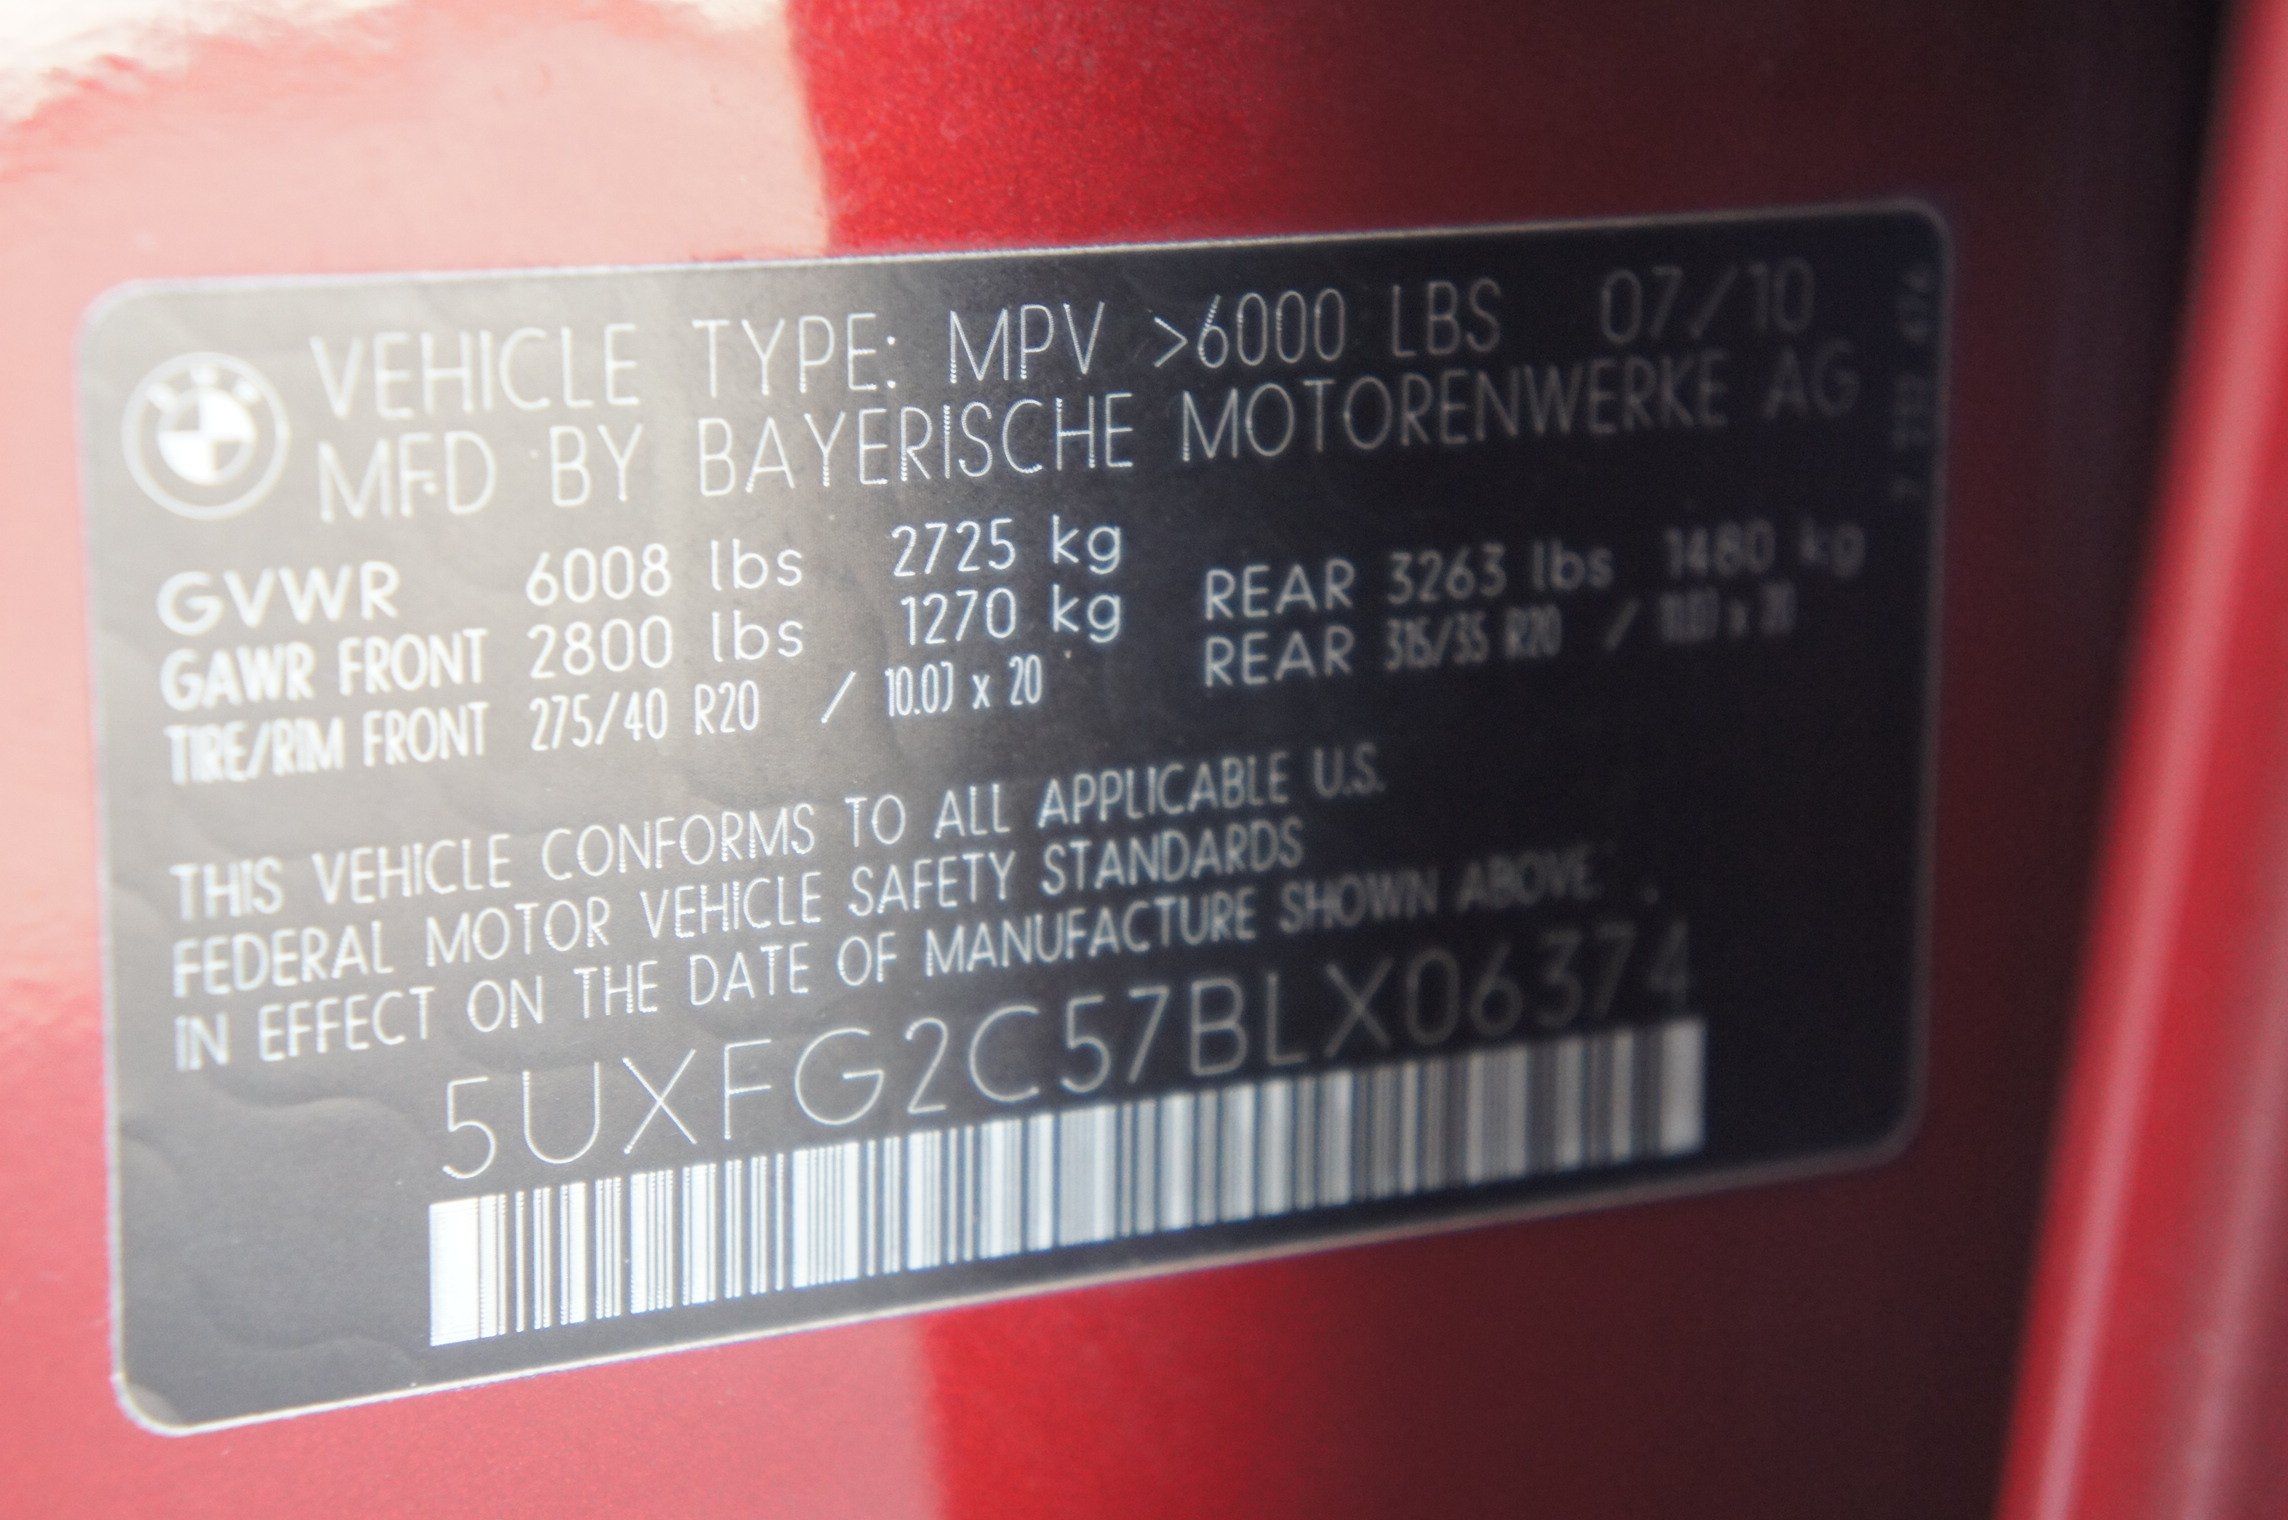 VEHICLE TYPE: MPV >6000 LBS 07/10
MFD BY BAYERISCHE MOTORENWERKE AG
GVWR 6008 lbs 2725 kg
GAWR FRONT 2800 lbs 1270 kg REAR 3263 lbs 1480 kg
TIRE/RIM FRONT 275/40 R20 / 10.0J x 20 REAR 315/35 R20 /
THIS VEHICLE CONFORMS TO ALL APPLICABLE U.S.
FEDERAL MOTOR VEHICLE SAFETY STANDARDS
IN EFFECT ON THE DATE OF MANUFACTURE SHOWN ABOVE.
5UXFG2C57BLX06374